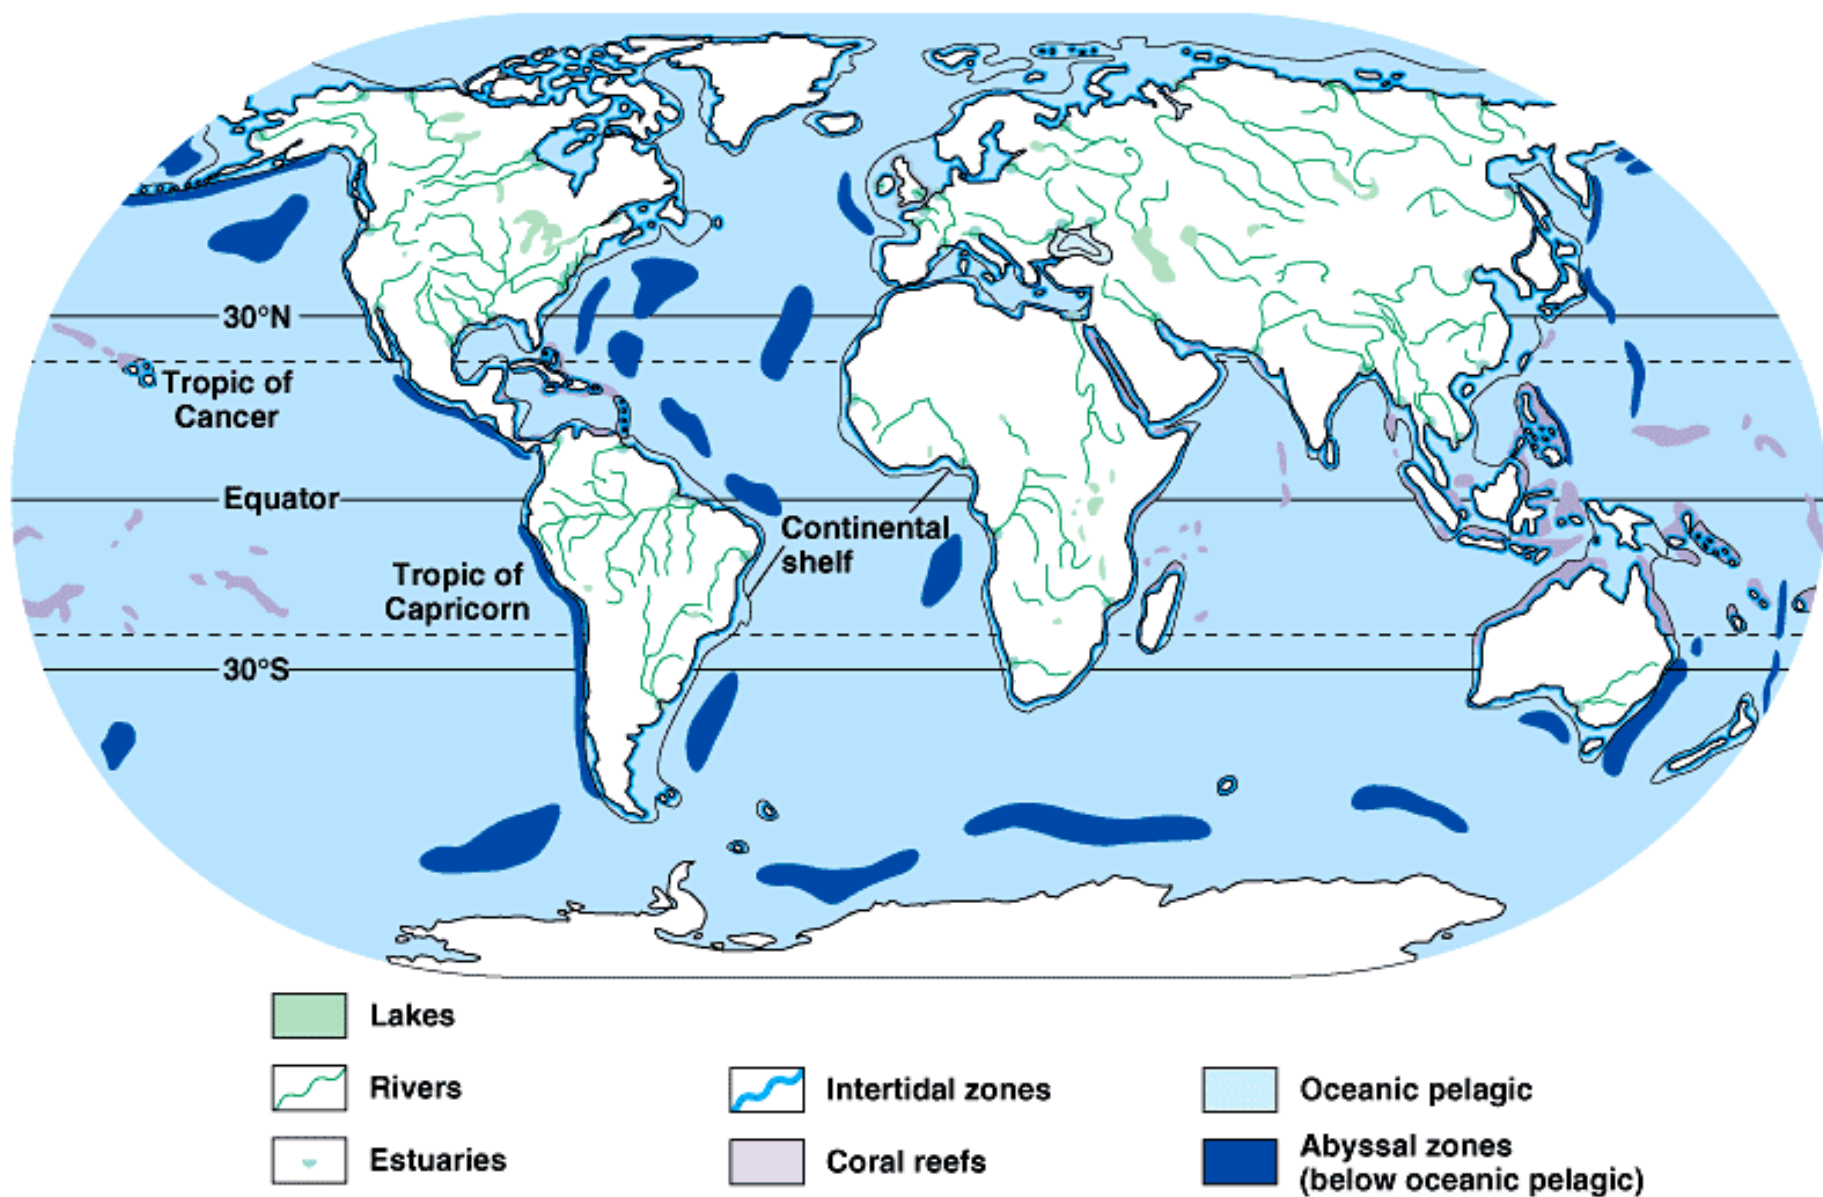 30°N
Tropic of
Cancer
Equator
Continental
shelf
Tropic of
Capricorn
30°S
Lakes
Rivers
Estuaries
Intertidal zones
Coral reefs
Oceanic pelagic
Abyssal zones
(below oceanic pelagic)